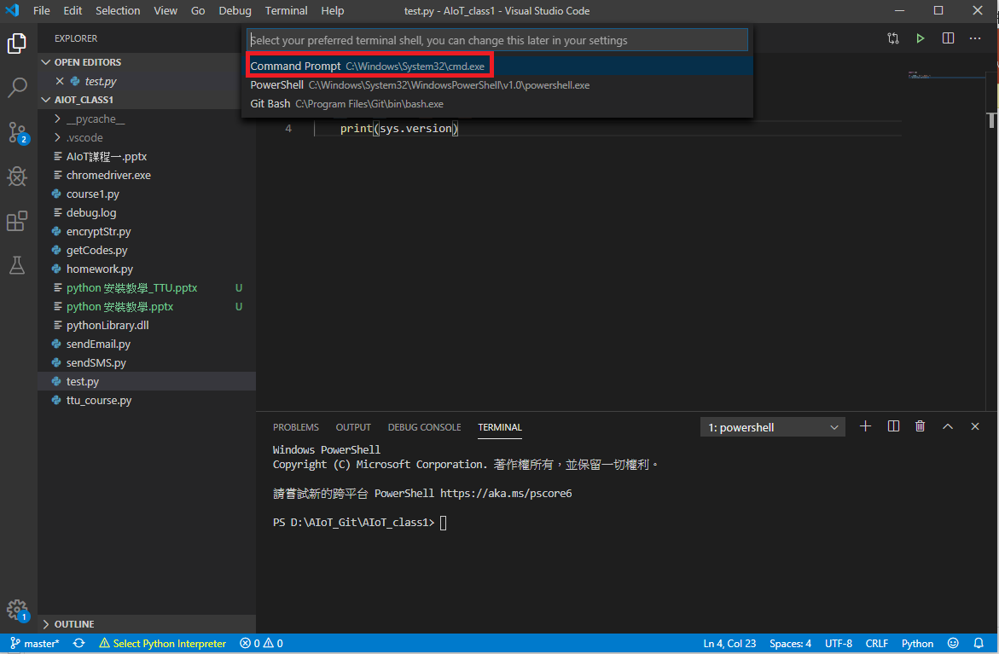 File Edit Selection View Go Debug Terminal Help test.py - AIoT_class1 - Visual Studio Code
EXPLORER
OPEN EDITORS
test.py
AIOT_CLASS1
__pycache__
.vscode
AIoT課程一.pptx
chromedriver.exe
course1.py
debug.log
encryptStr.py
getCodes.py
homework.py
python 安裝教學_TTU.pptx U
python 安裝教學.pptx U
pythonLibrary.dll
sendEmail.py
sendSMS.py
test.py
ttu_course.py
OUTLINE
2
1
Select your preferred terminal shell, you can change this later in your settings
Command Prompt C:\Windows\System32\cmd.exe
PowerShell C:\Windows\System32\WindowsPowerShell\v1.0\powershell.exe
Git Bash C:\Program Files\Git\bin\bash.exe
4 print(sys.version)
PROBLEMS OUTPUT DEBUG CONSOLE TERMINAL 1: powershell
Windows PowerShell
Copyright (C) Microsoft Corporation. 著作權所有，並保留一切權利。
請嘗試新的跨平台 PowerShell https://aka.ms/pscore6
PS D:\AIoT_Git\AIoT_class1>
master* Select Python Interpreter 0 0 Ln 4, Col 23 Spaces: 4 UTF-8 CRLF Python